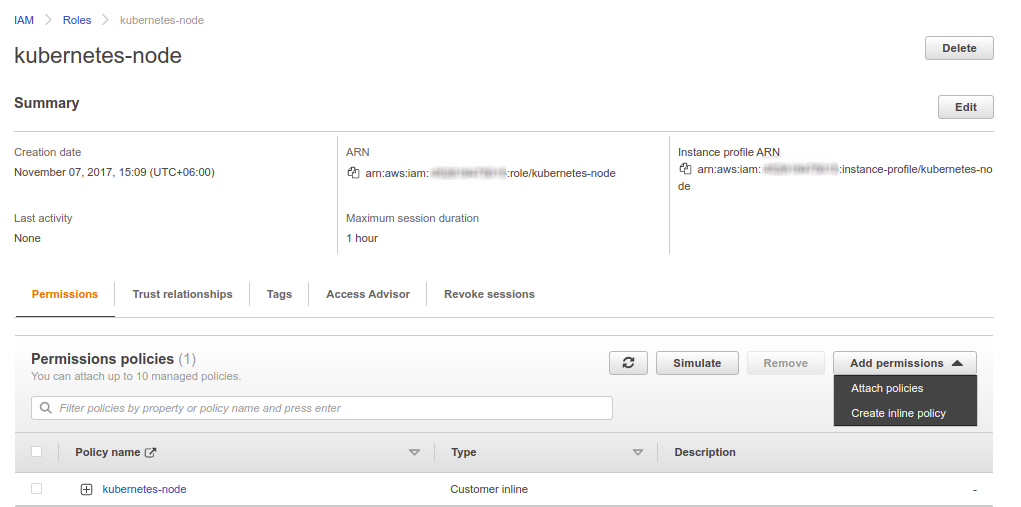 IAM Roles kubernetes-node
kubernetes-node
Delete
Summary
Edit
Creation date
November 07, 2017, 15:09 (UTC+06:00)
ARN
arn:aws:iam: :role/kubernetes-node
Instance profile ARN
arn:aws:iam: :instance-profile/kubernetes-no
de
Last activity
None
Maximum session duration
1 hour
Permissions
Trust relationships
Tags
Access Advisor
Revoke sessions
Permissions policies (1)
You can attach up to 10 managed policies.
Simulate
Remove
Add permissions
Attach policies
Create inline policy
Filter policies by property or policy name and press enter
Policy name
Type
Description
kubernetes-node
Customer inline
-